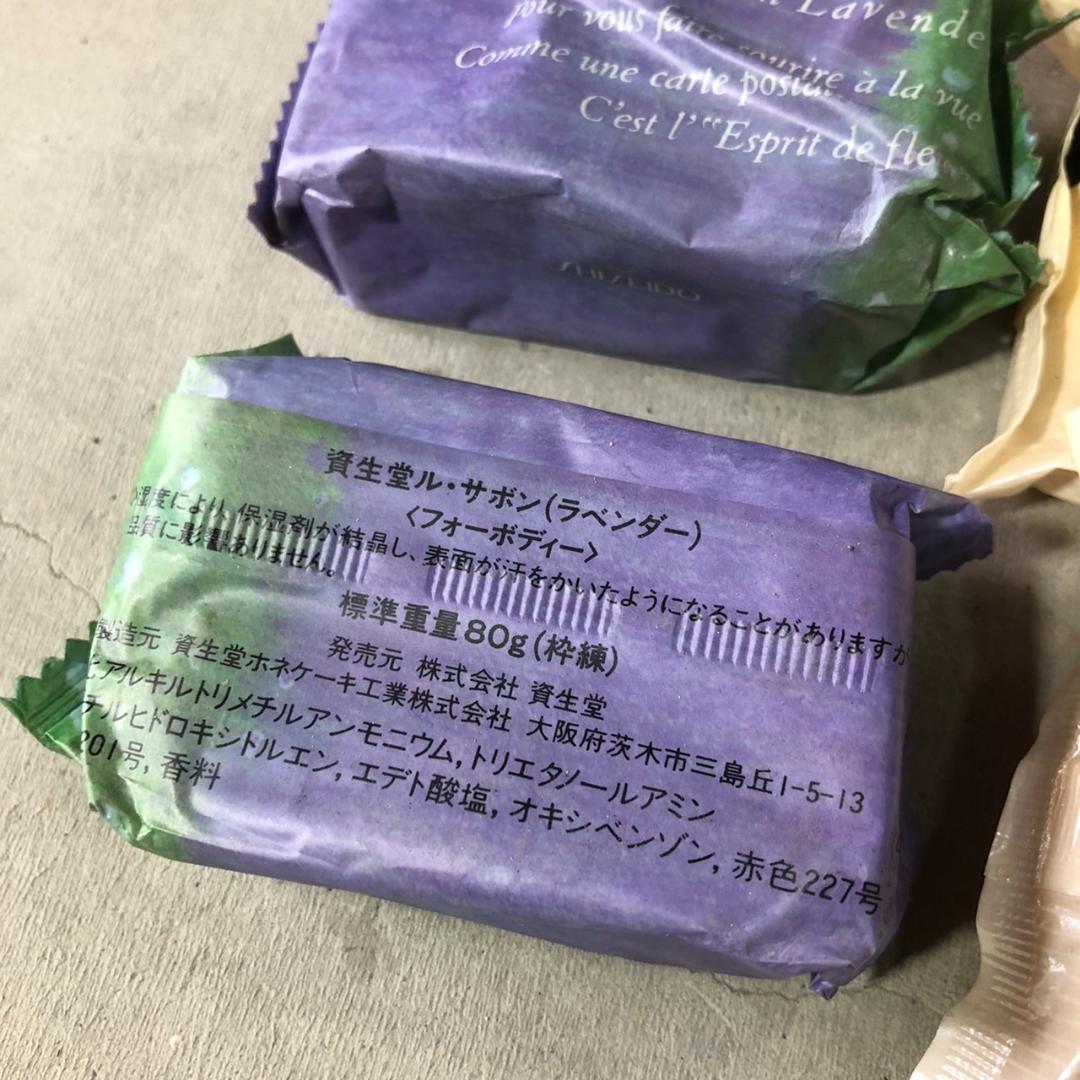 Lavende
pour vous faire sourire à la vue
Comme une carte postale
C'est l'"Esprit de fle
SHISEIDO
資生堂ル・サボン(ラベンダー)
〈フォーボディー〉
湿度により、保湿剤が結晶し、表面が汗をかいたようになることがありますが
品質に影響ありません。
標準重量80g(枠練)
発売元 株式会社 資生堂
製造元 資生堂ホネケーキ工業株式会社 大阪府茨木市三島丘1-5-13
ヒアルキルトリメチルアンモニウム,トリエタノールアミン
チルヒドロキシトルエン,エデト酸塩,オキシベンゾン,赤色227号
201号,香料